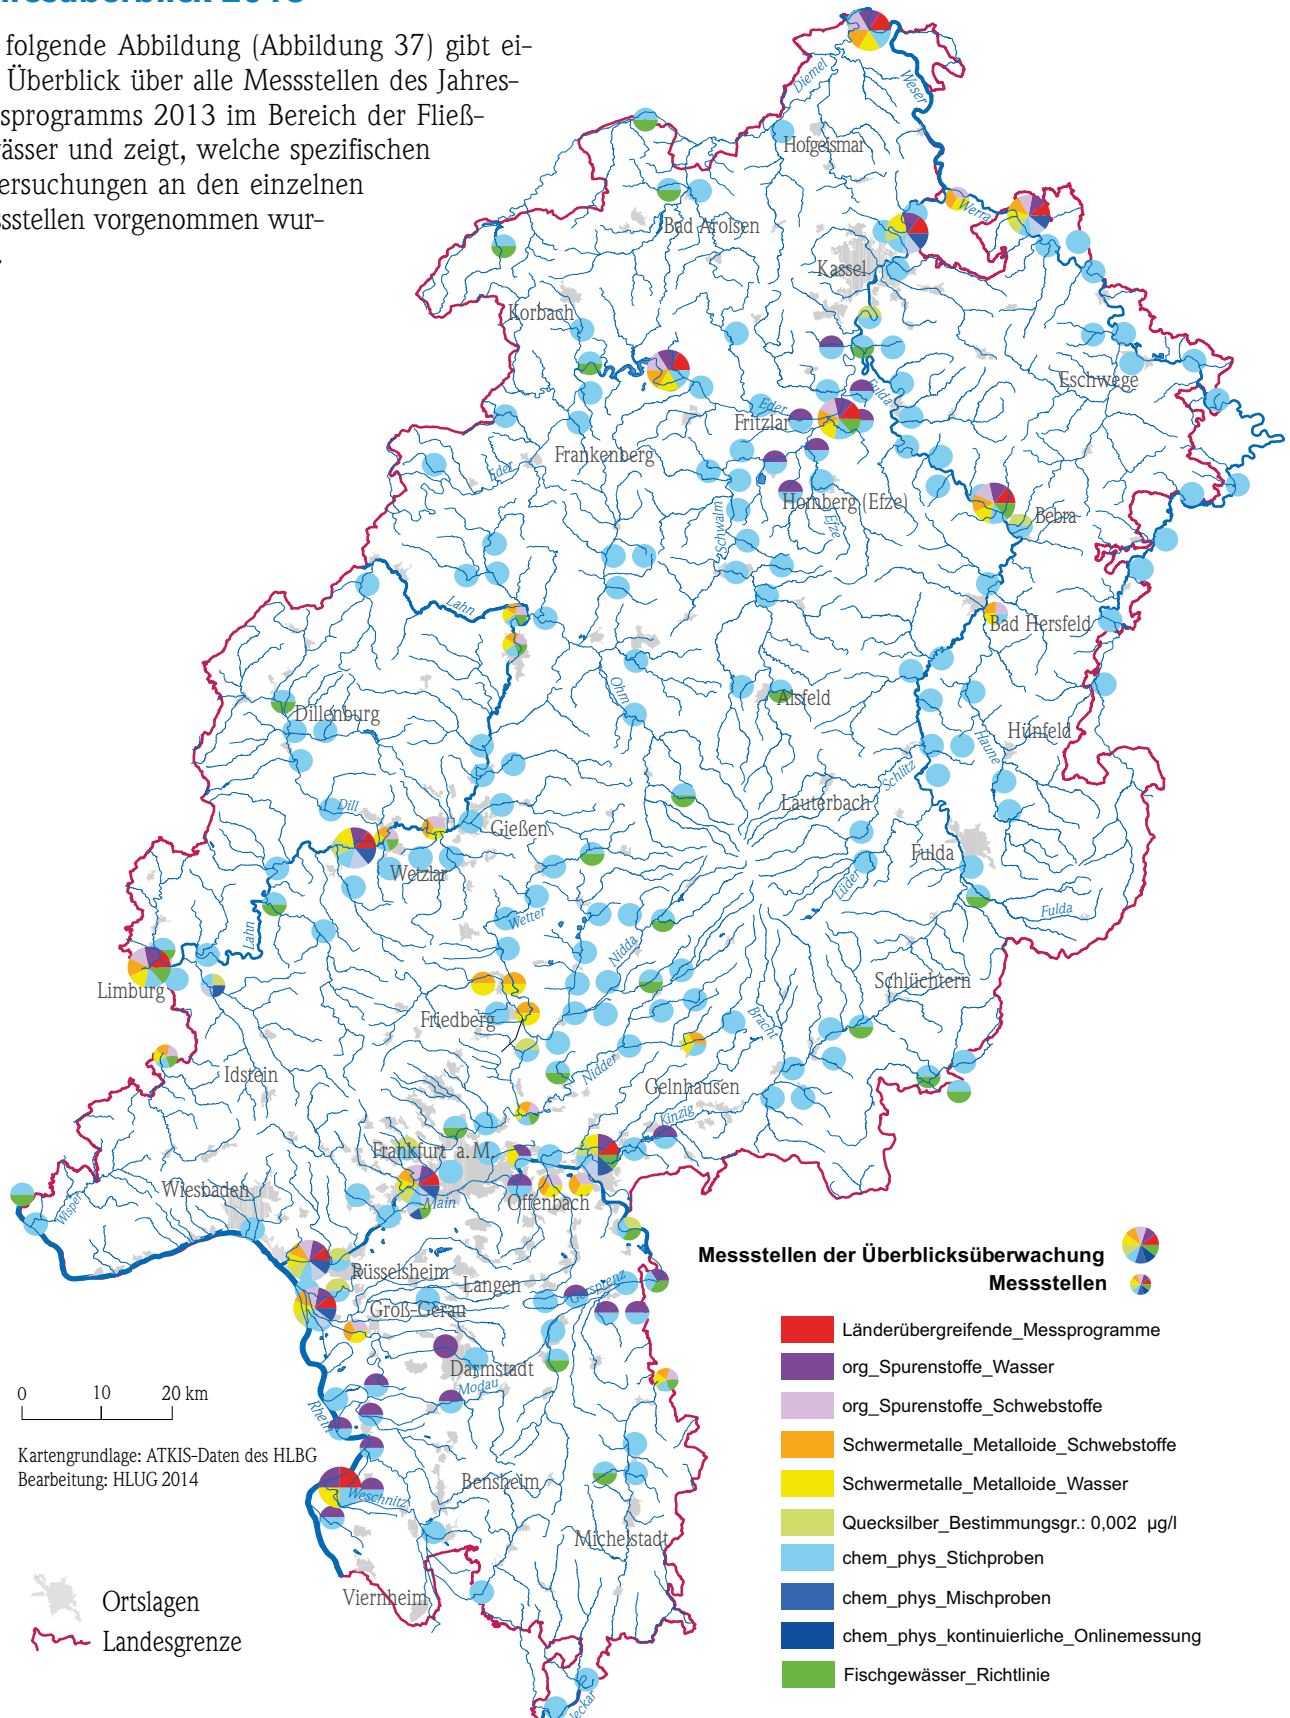 2013
folgende Abbildung (Abbildung 37) gibt ei-
Überblick über alle Messstellen des Jahres-
sprogramms 2013 im Bereich der Fließ-
ässer und zeigt, welche spezifischen
ersuchungen an den einzelnen
ssstellen vorgenommen wur-
.
Diemel
Weser
Hofgeismar
Bad Arolsen
Werra
Kassel
Korbach
Eschwege
Eder
Fulda
Fritzlar
Frankenberg
Eder
Homberg (Efze)
Schwalm
Efze
Bebra
Lahn
Bad Hersfeld
Ohm
Alsfeld
Dillenburg
Hünfeld
Haune
Schlitz
Lauterbach
Dill
Gießen
Fulda
Wetzlar
Lüder
Fulda
Wetter
Lahn
Nidda
Limburg
Schlüchtern
Friedberg
Bracht
Idstein
Nidder
Gelnhausen
Kinzig
Frankfurt a.M.
Wiesbaden
Wisper
Main
Offenbach
Rüsselsheim
Langen
Gersprenz
Groß-Gerau
Darmstadt
Modau
Rhein
Bensheim
Weschnitz
Michelstadt
Viernheim
Neckar
0 10 20 km
Kartengrundlage: ATKIS-Daten des HLBG
Bearbeitung: HLUG 2014
Ortslagen
Landesgrenze
Messstellen der Überblicksüberwachung
Messstellen
Länderübergreifende_Messprogramme
org_Spurenstoffe_Wasser
org_Spurenstoffe_Schwebstoffe
Schwermetalle_Metalloide_Schwebstoffe
Schwermetalle_Metalloide_Wasser
Quecksilber_Bestimmungsgr.: 0,002 µg/l
chem_phys_Stichproben
chem_phys_Mischproben
chem_phys_kontinuierliche_Onlinemessung
Fischgewässer_Richtlinie